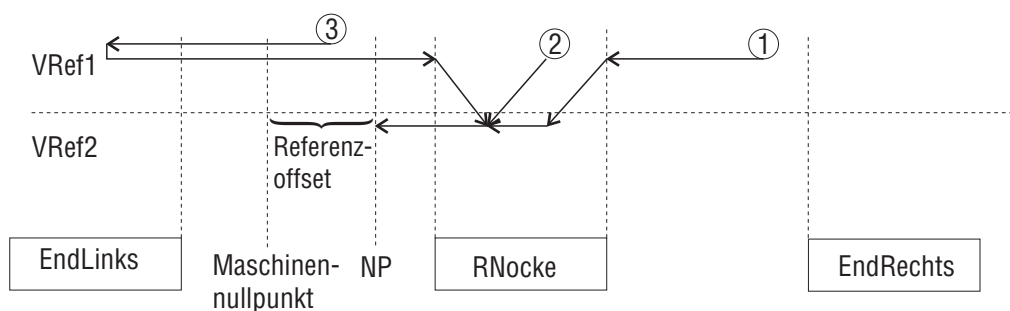 ③
②
①
VRef1
VRef2
Referenz-
offset
EndLinks
Maschinen-
nullpunkt
NP
RNocke
EndRechts